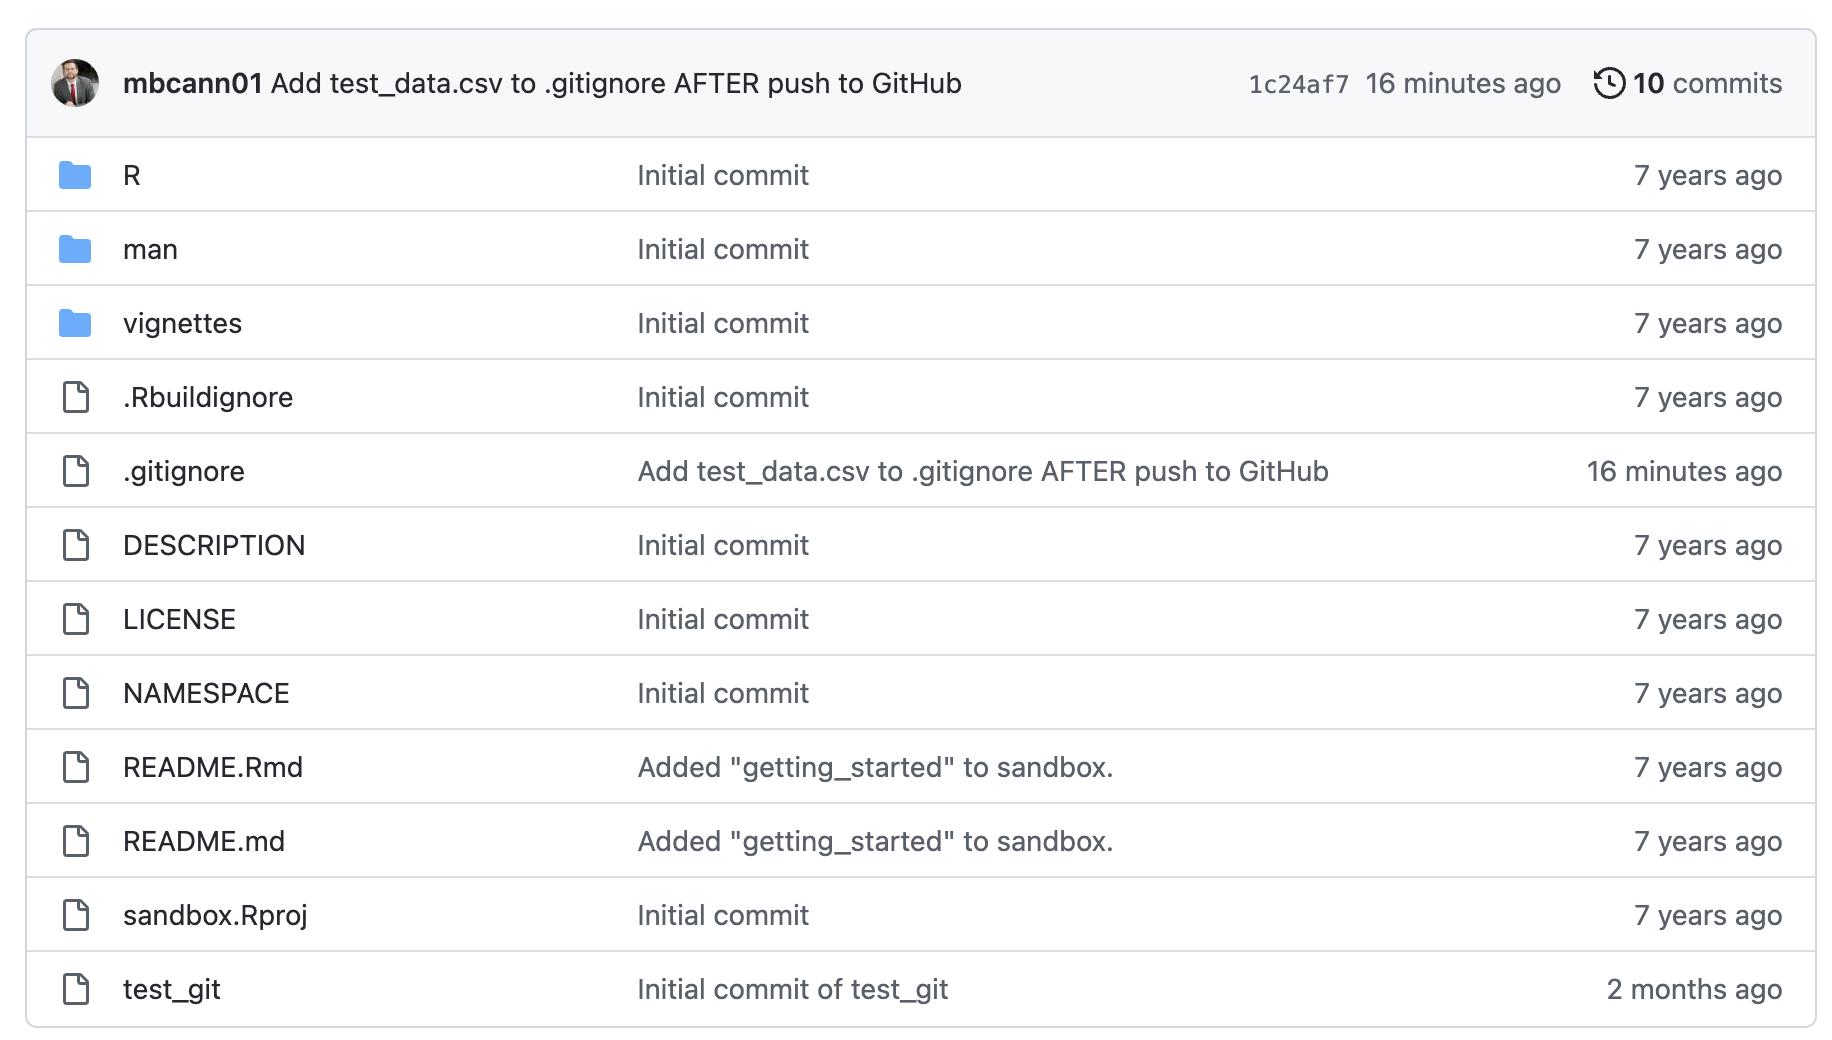 mbcann01 Add test_data.csv to .gitignore AFTER push to GitHub 1c24af7 16 minutes ago 10 commits
R Initial commit 7 years ago
man Initial commit 7 years ago
vignettes Initial commit 7 years ago
.Rbuildignore Initial commit 7 years ago
.gitignore Add test_data.csv to .gitignore AFTER push to GitHub 16 minutes ago
DESCRIPTION Initial commit 7 years ago
LICENSE Initial commit 7 years ago
NAMESPACE Initial commit 7 years ago
README.Rmd Added "getting_started" to sandbox. 7 years ago
README.md Added "getting_started" to sandbox. 7 years ago
sandbox.Rproj Initial commit 7 years ago
test_git Initial commit of test_git 2 months ago